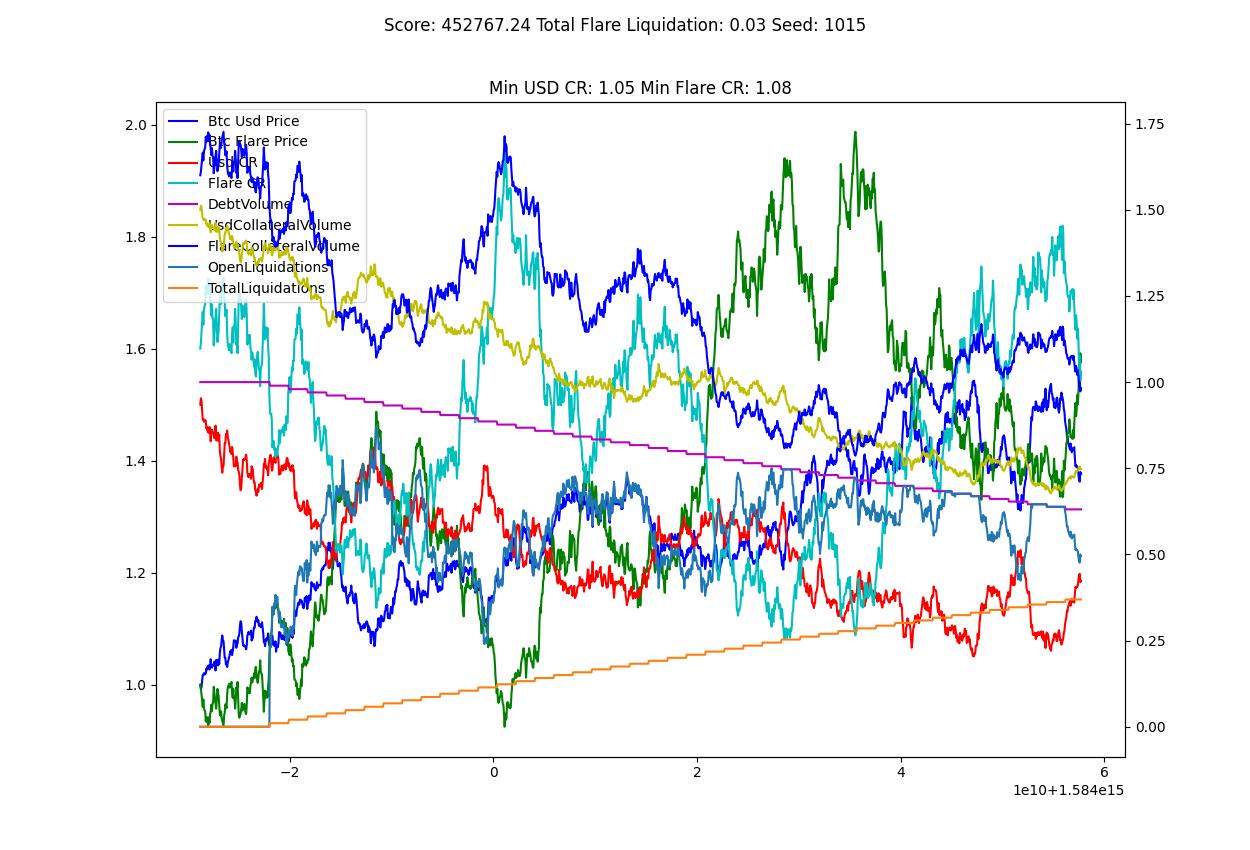 Score: 452767.24 Total Flare Liquidation: 0.03 Seed: 1015
Min USD CR: 1.05 Min Flare CR: 1.08
Btc Usd Price
Btc Flare Price
Usd CR
Flare CR
DebtVolume
UsdCollateralVolume
FlareCollateralVolume
OpenLiquidations
TotalLiquidations
2.0
1.8
1.6
1.4
1.2
1.0
1.75
1.50
1.25
1.00
0.75
0.50
0.25
0.00
−2 0 2 4 6
1e10+1.584e15